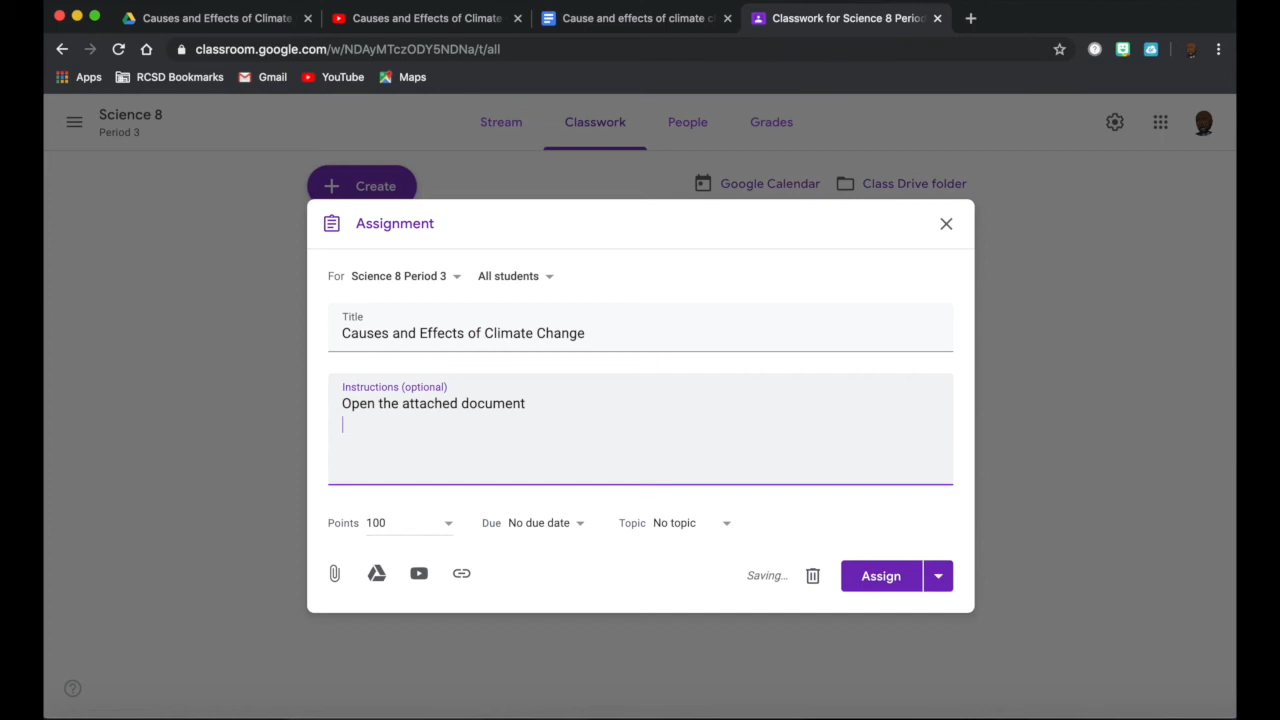 Causes and Effects of Climate
Causes and Effects of Climate
Cause and effects of climate c
Classwork for Science 8 Period
classroom.google.com/w/NDAyMTczODY5NDNa/t/all
Apps
RCSD Bookmarks
Gmail
YouTube
Maps
Science 8
Period 3
Stream
Classwork
People
Grades
Create
Google Calendar
Class Drive folder
Assignment
For Science 8 Period 3 All students
Title
Causes and Effects of Climate Change
Instructions (optional)
Open the attached document
Points 100 Due No due date Topic No topic
Saving...
Assign